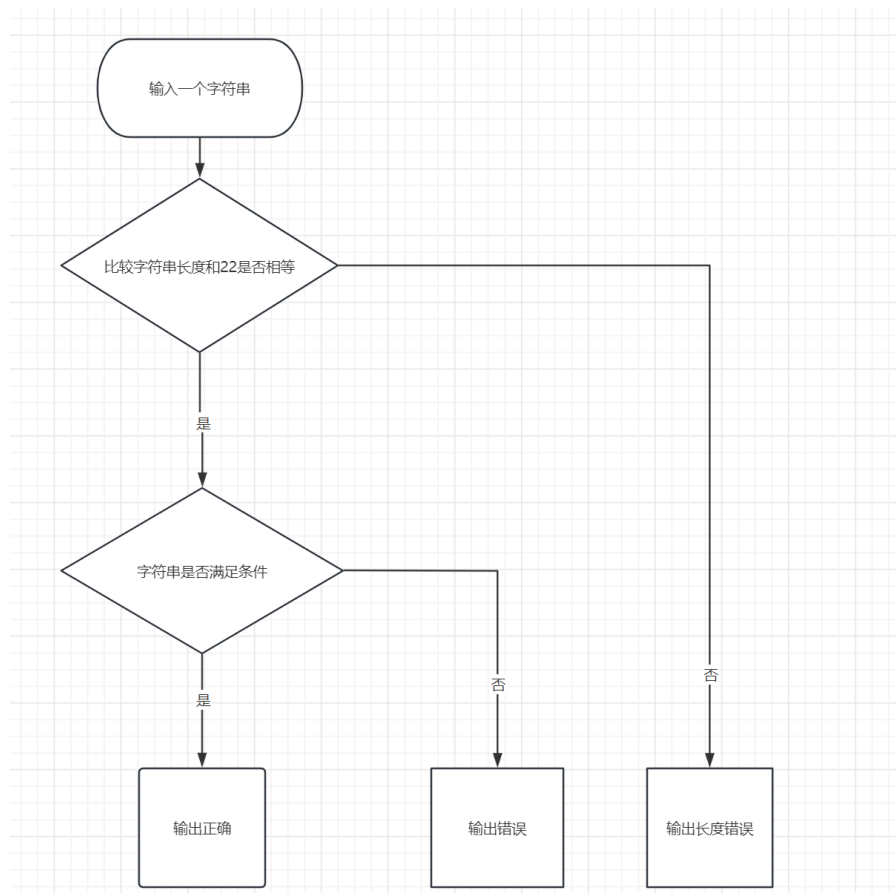 输入一个字符串
比较字符串长度和22是否相等
是
字符串是否满足条件
是
否
否
输出正确
输出错误
输出长度错误